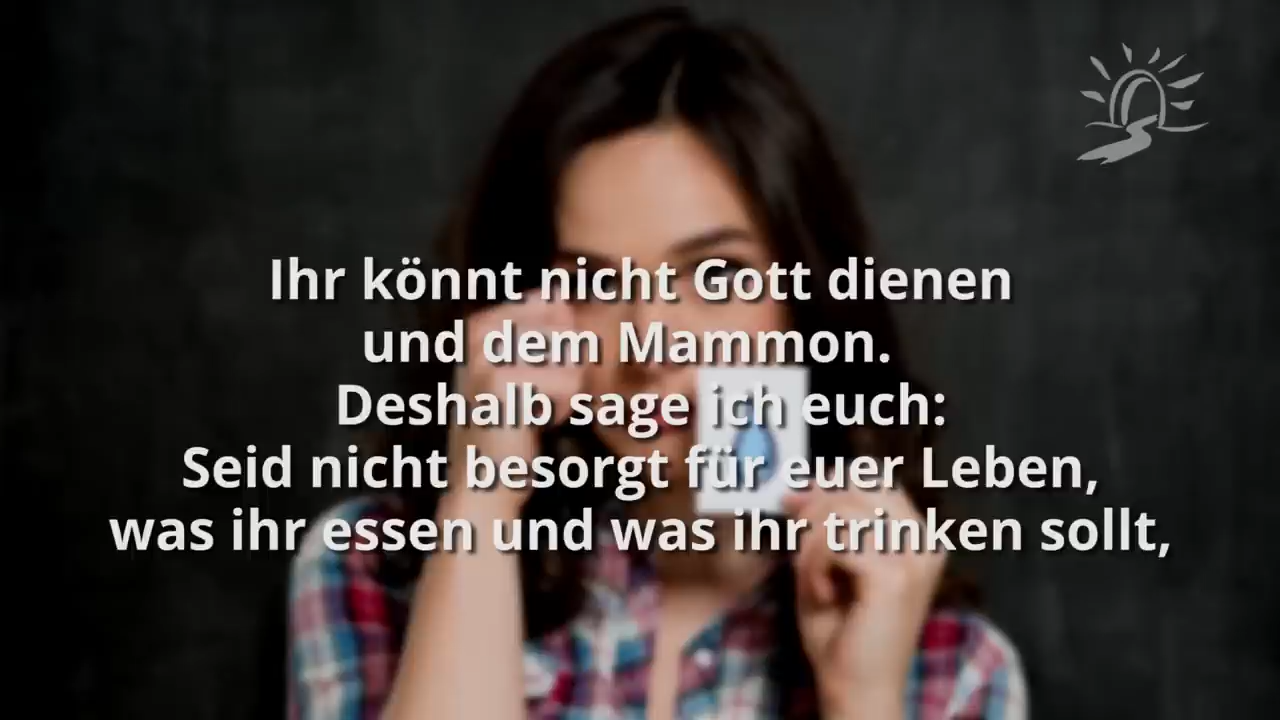 Ihr könnt nicht Gott dienen
und dem Mammon.
Deshalb sage ich euch:
Seid nicht besorgt für euer Leben,
was ihr essen und was ihr trinken sollt,